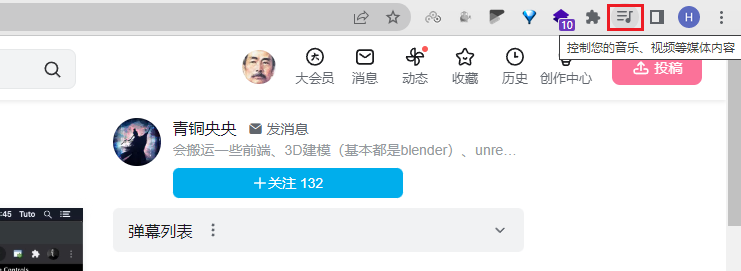 10
H
控制您的音乐、视频等媒体内容
大会员
消息
动态
收藏
历史
创作中心
投稿
青铜央央
发消息
会搬运一些前端、3D建模（基本都是blender）、unre…
+关注 132
:45 Tuto
弹幕列表
Controls